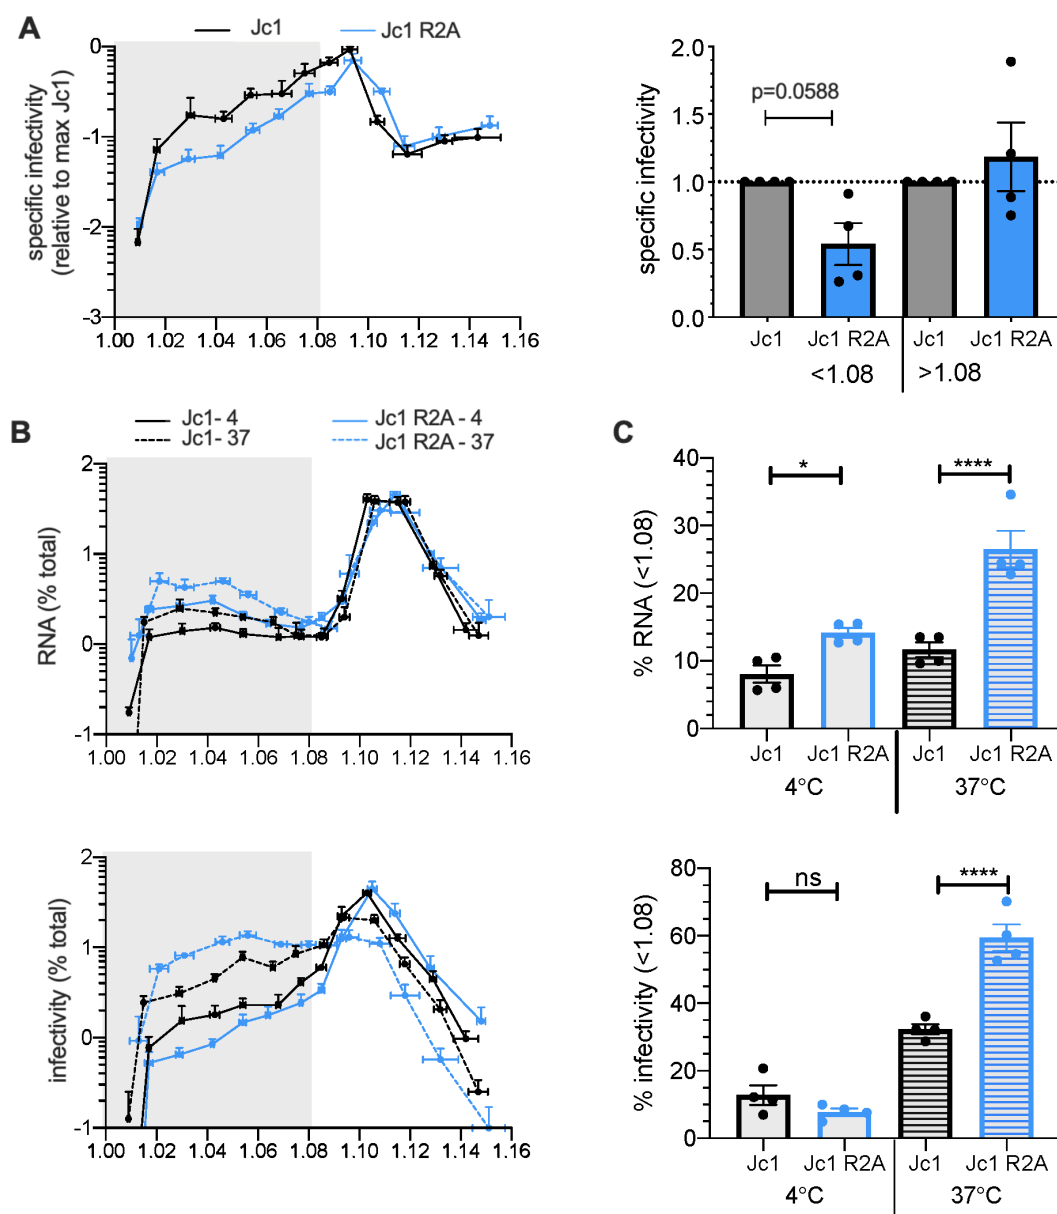 A
Jc1
Jc1 R2A
specific infectivity
(relative to max Jc1)
0
-1
-2
-3
1.00 1.02 1.04 1.06 1.08 1.10 1.12 1.14 1.16
specific infectivity
2.0
1.5
1.0
0.5
0.0
p=0.0588
Jc1 Jc1 R2A Jc1 Jc1 R2A
<1.08 >1.08
B
Jc1- 4
Jc1- 37
Jc1 R2A - 4
Jc1 R2A - 37
RNA (% total)
2
1
0
-1
1.00 1.02 1.04 1.06 1.08 1.10 1.12 1.14 1.16
infectivity (% total)
2
1
0
-1
1.00 1.02 1.04 1.06 1.08 1.10 1.12 1.14 1.16
C
% RNA (<1.08)
40
30
20
10
0
* ****
Jc1 Jc1 R2A Jc1 Jc1 R2A
4°C 37°C
% infectivity (<1.08)
80
60
40
20
0
ns ****
Jc1 Jc1 R2A Jc1 Jc1 R2A
4°C 37°C